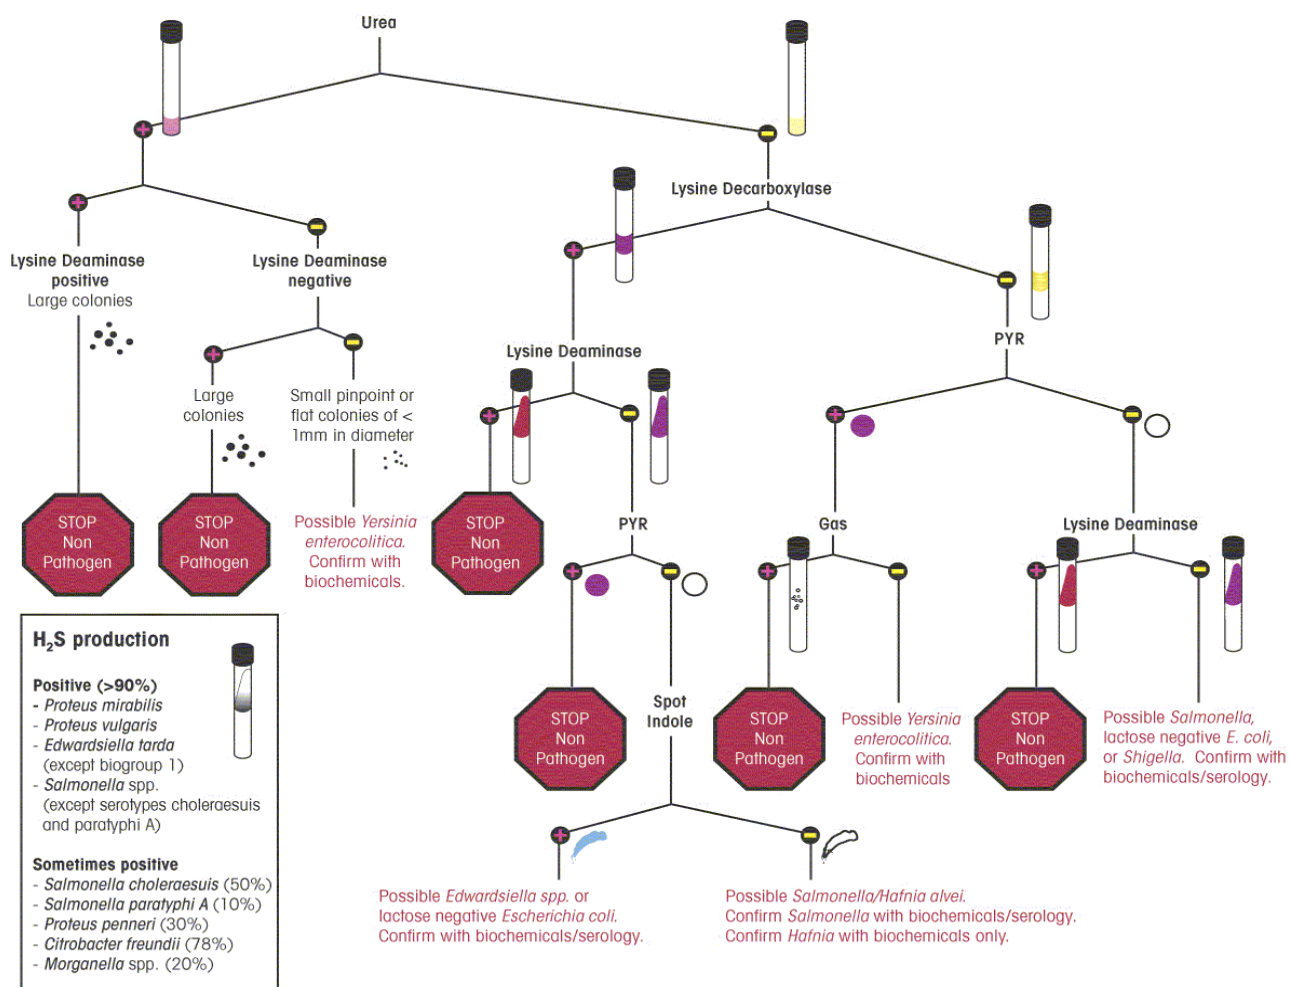 Urea
Lysine Decarboxylase
Lysine Deaminase
positive
Large colonies
Lysine Deaminase
negative
Large
colonies
Small pinpoint or
flat colonies of <
1mm in diameter
Lysine Deaminase
PYR
STOP
Non
Pathogen
STOP
Non
Pathogen
Possible Yersinia
enterocolitica.
Confirm with
biochemicals.
STOP
Non
Pathogen
PYR
Gas
Lysine Deaminase
STOP
Non
Pathogen
Spot
Indole
STOP
Non
Pathogen
Possible Yersinia
enterocolitica.
Confirm with
biochemicals
STOP
Non
Pathogen
Possible Salmonella,
lactose negative E. coli,
or Shigella. Confirm with
biochemicals/serology.
Possible Edwardsiella spp. or
lactose negative Escherichia coli.
Confirm with biochemicals/serology.
Possible Salmonella/Hafnia alvei.
Confirm Salmonella with biochemicals/serology.
Confirm Hafnia with biochemicals only.
H₂S production
Positive (>90%)
- Proteus mirabilis
- Proteus vulgaris
- Edwardsiella tarda
(except biogroup 1)
- Salmonella spp.
(except serotypes choleraesuis
and paratyphi A)
Sometimes positive
- Salmonella choleraesuis (50%)
- Salmonella paratyphi A (10%)
- Proteus penneri (30%)
- Citrobacter freundii (78%)
- Morganella spp. (20%)